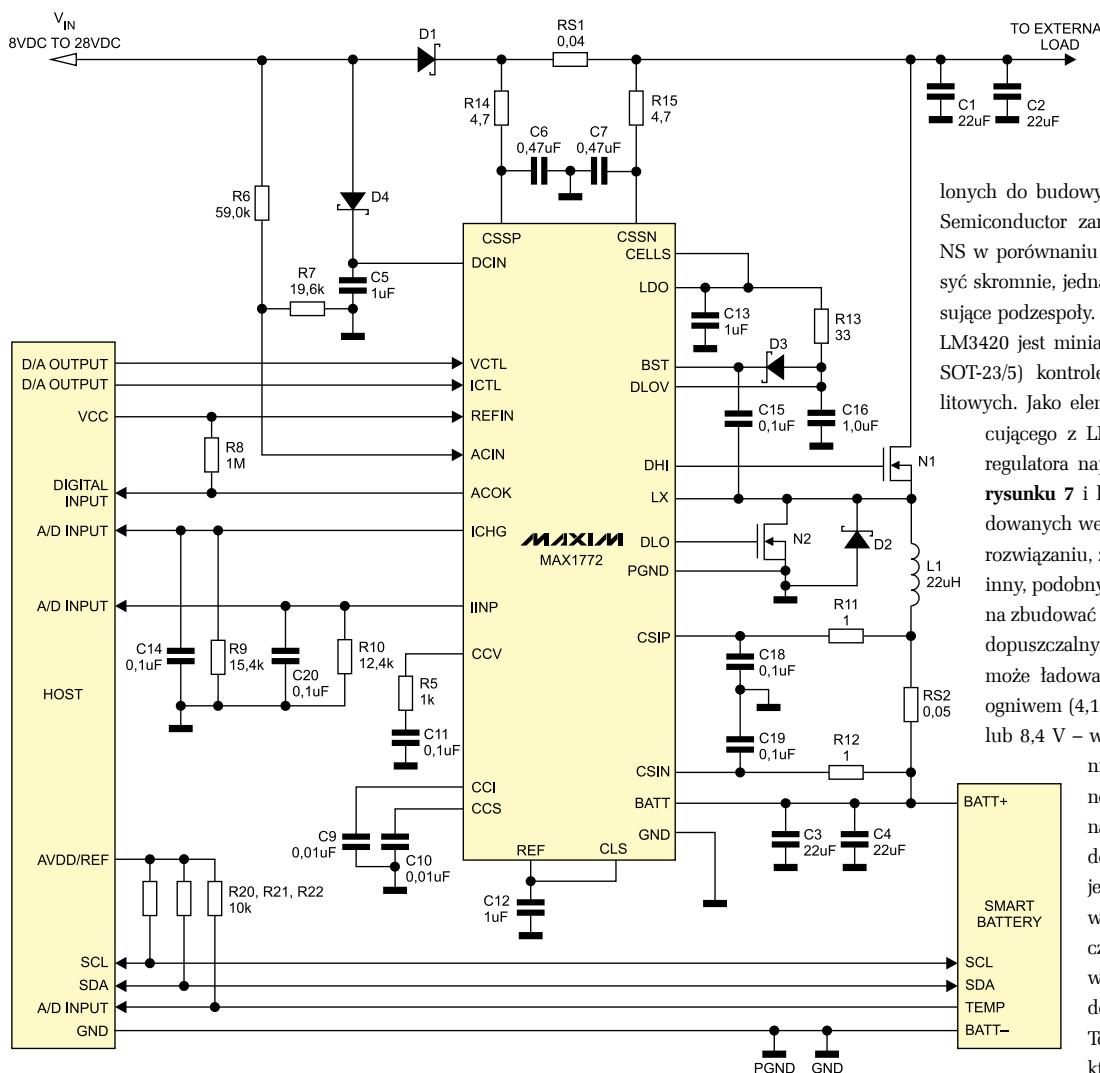 VIN
8VDC TO 28VDC
D1
RS1
0,04
TO EXTERNA
LOAD
R14
4,7
R15
4,7
C6
0,47uF
C7
0,47uF
C1
22uF
C2
22uF
R6
59,0k
D4
R7
19,6k
C5
1uF
CSSP
CSSN
DCIN
CELLS
LDO
C13
1uF
R13
33
D3
BST
DLOV
C15
0,1uF
C16
1,0uF
D/A OUTPUT
D/A OUTPUT
VCC
R8
1M
DIGITAL
INPUT
A/D INPUT
A/D INPUT
HOST
VCTL
ICTL
REFIN
ACIN
ACOK
ICHG
IINP
CCV
CCI
CCS
REF
CLS
MAXIM
MAX1772
DHI
LX
DLO
PGND
CSIP
CSIN
BATT
GND
N1
N2
D2
L1
22uH
R11
1
C18
0,1uF
C19
0,1uF
R12
1
RS2
0,05
C14
0,1uF
R9
15,4k
C20
0,1uF
R10
12,4k
R5
1k
C11
0,1uF
C9
0,01uF
C10
0,01uF
C12
1uF
C3
22uF
C4
22uF
AVDD/REF
R20, R21, R22
10k
SCL
SDA
A/D INPUT
GND
BATT+
SMART
BATTERY
SCL
SDA
TEMP
BATT–
PGND
GND
lonych do budowy
Semiconductor zar
NS w porównaniu
syć skromnie, jedna
sujące podzespoły.
LM3420 jest minia
SOT-23/5) kontrole
litowych. Jako elem
cującego z LM
regulatora nap
rysunku 7 i
dowanych we
rozwiązaniu, z
inny, podobny
na zbudować
dopuszczalny
może ładowa
ogniwem (4,1
lub 8,4 V – w
n
na
d
je
w
cz
w
d
To
k